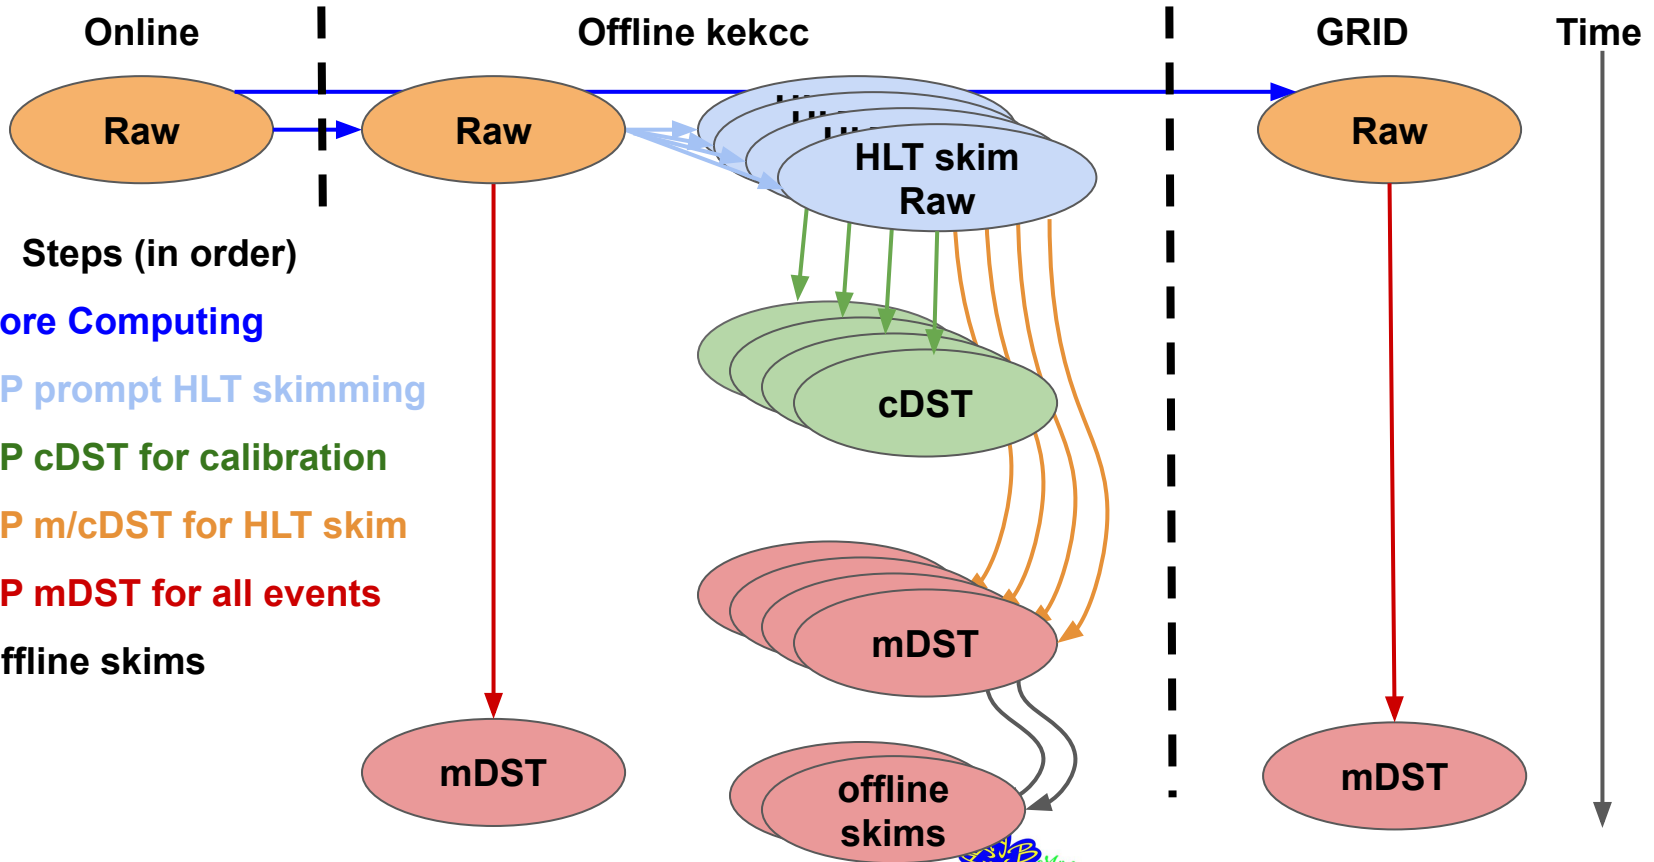 Online
Offline kekcc
GRID
Time
Raw
Raw
HLT skim
Raw
Raw
Steps (in order)
ore Computing
P prompt HLT skimming
P cDST for calibration
P m/cDST for HLT skim
P mDST for all events
ffline skims
cDST
mDST
mDST
offline
skims
mDST